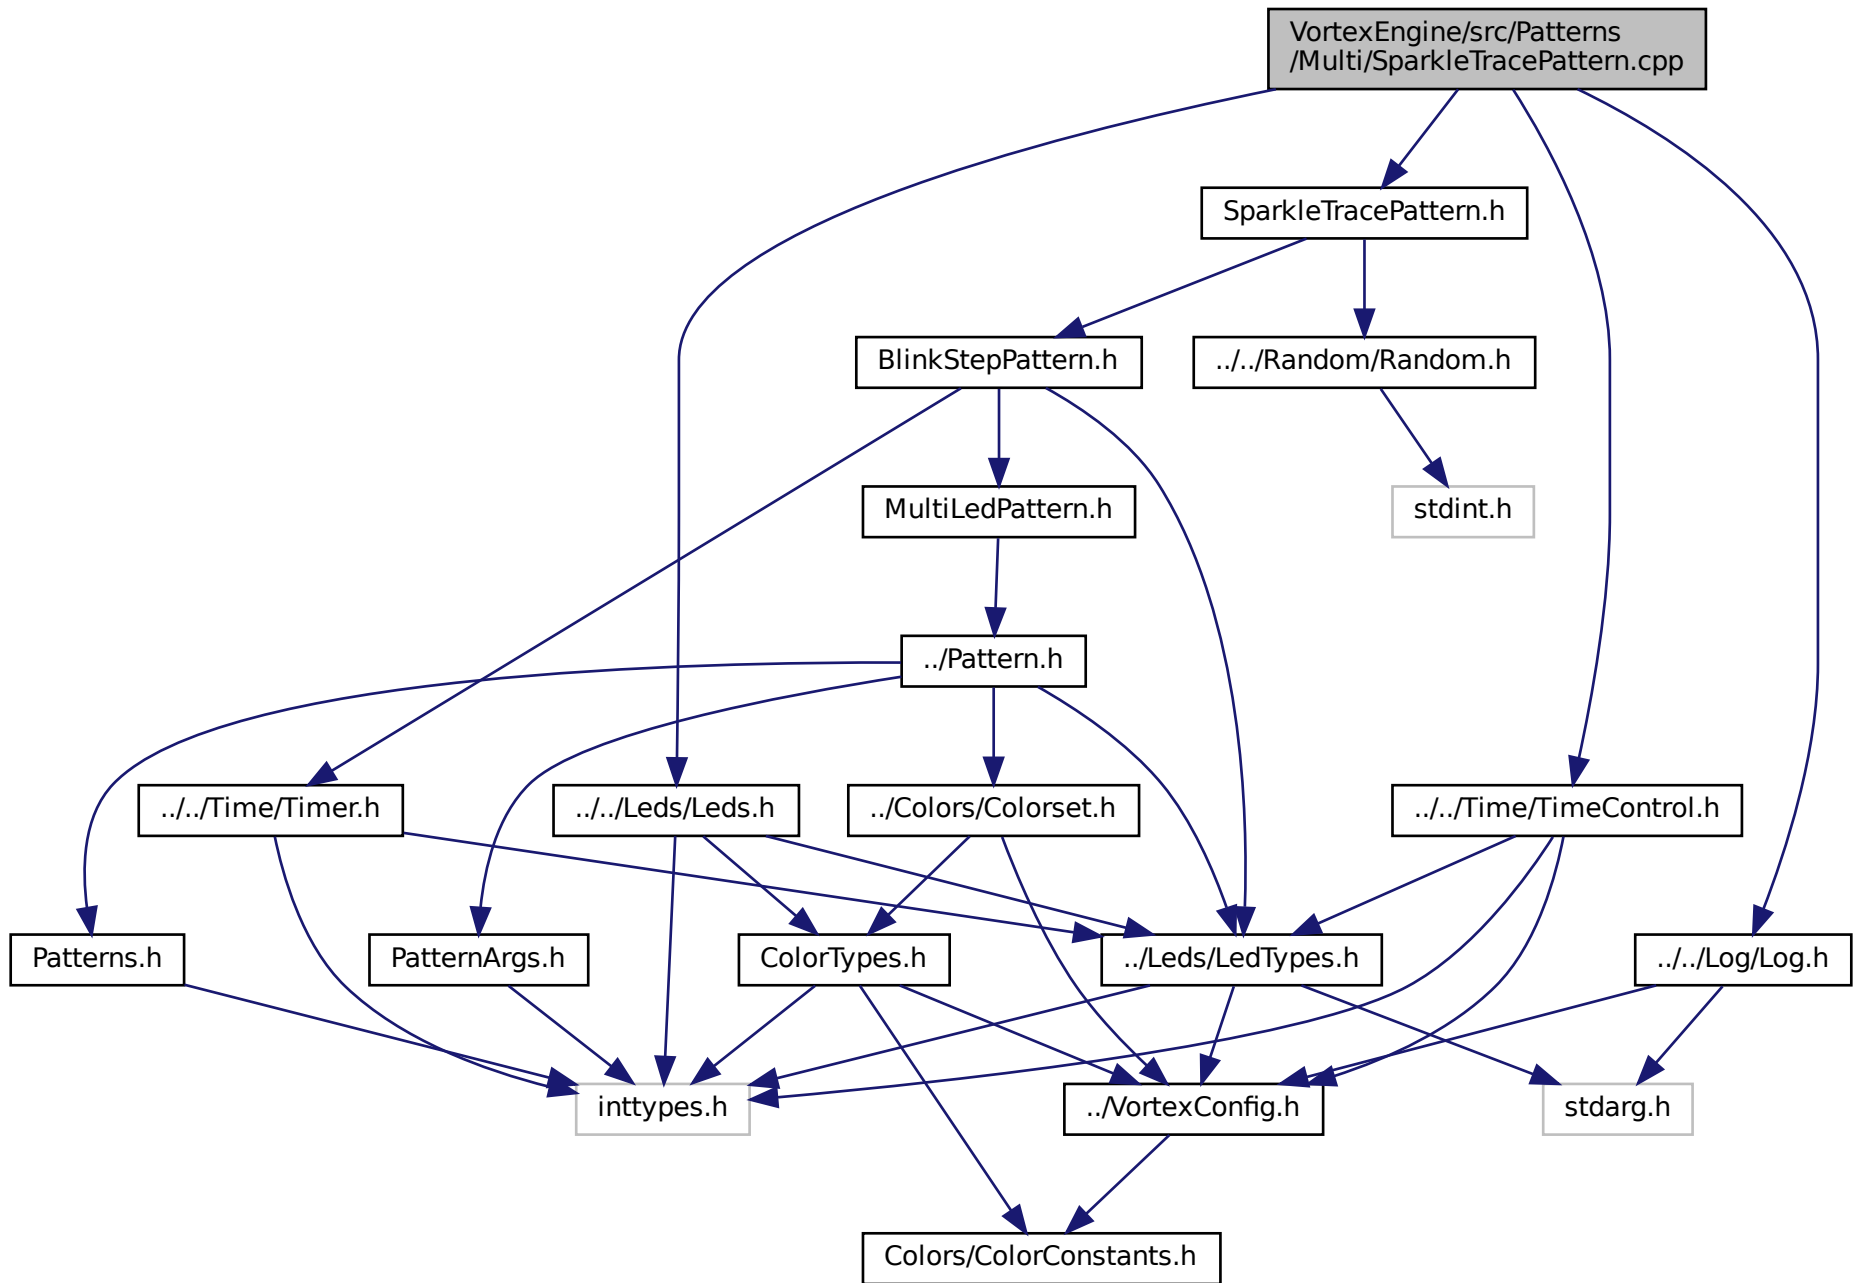 VortexEngine/src/Patterns
/Multi/SparkleTracePattern.cpp
SparkleTracePattern.h
BlinkStepPattern.h
../../Random/Random.h
MultiLedPattern.h
stdint.h
../Pattern.h
../../Time/Timer.h
../../Leds/Leds.h
../Colors/Colorset.h
../../Time/TimeControl.h
Patterns.h
PatternArgs.h
ColorTypes.h
../Leds/LedTypes.h
../../Log/Log.h
inttypes.h
../VortexConfig.h
stdarg.h
Colors/ColorConstants.h